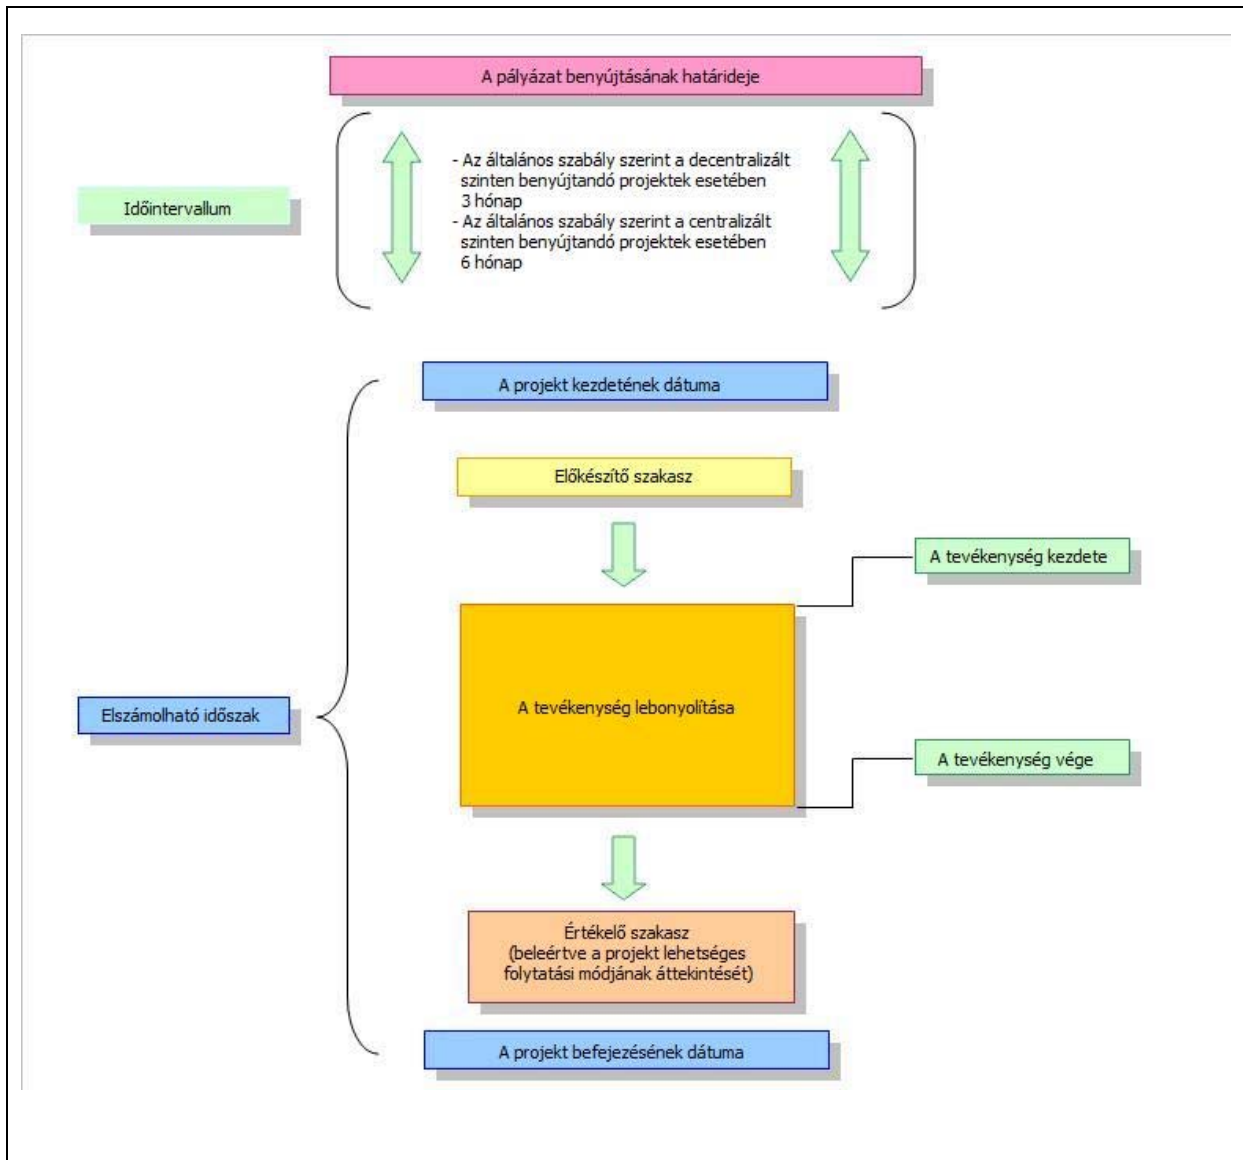 A pályázat benyújtásának határideje
Időintervallum
- Az általános szabály szerint a decentralizált
szinten benyújtandó projektek esetében
3 hónap
- Az általános szabály szerint a centralizált
szinten benyújtandó projektek esetében
6 hónap
A projekt kezdetének dátuma
Előkészítő szakasz
A tevékenység kezdete
Elszámolható időszak
A tevékenység lebonyolítása
A tevékenység vége
Értékelő szakasz
(beleértve a projekt lehetséges
folytatási módjának áttekintését)
A projekt befejezésének dátuma